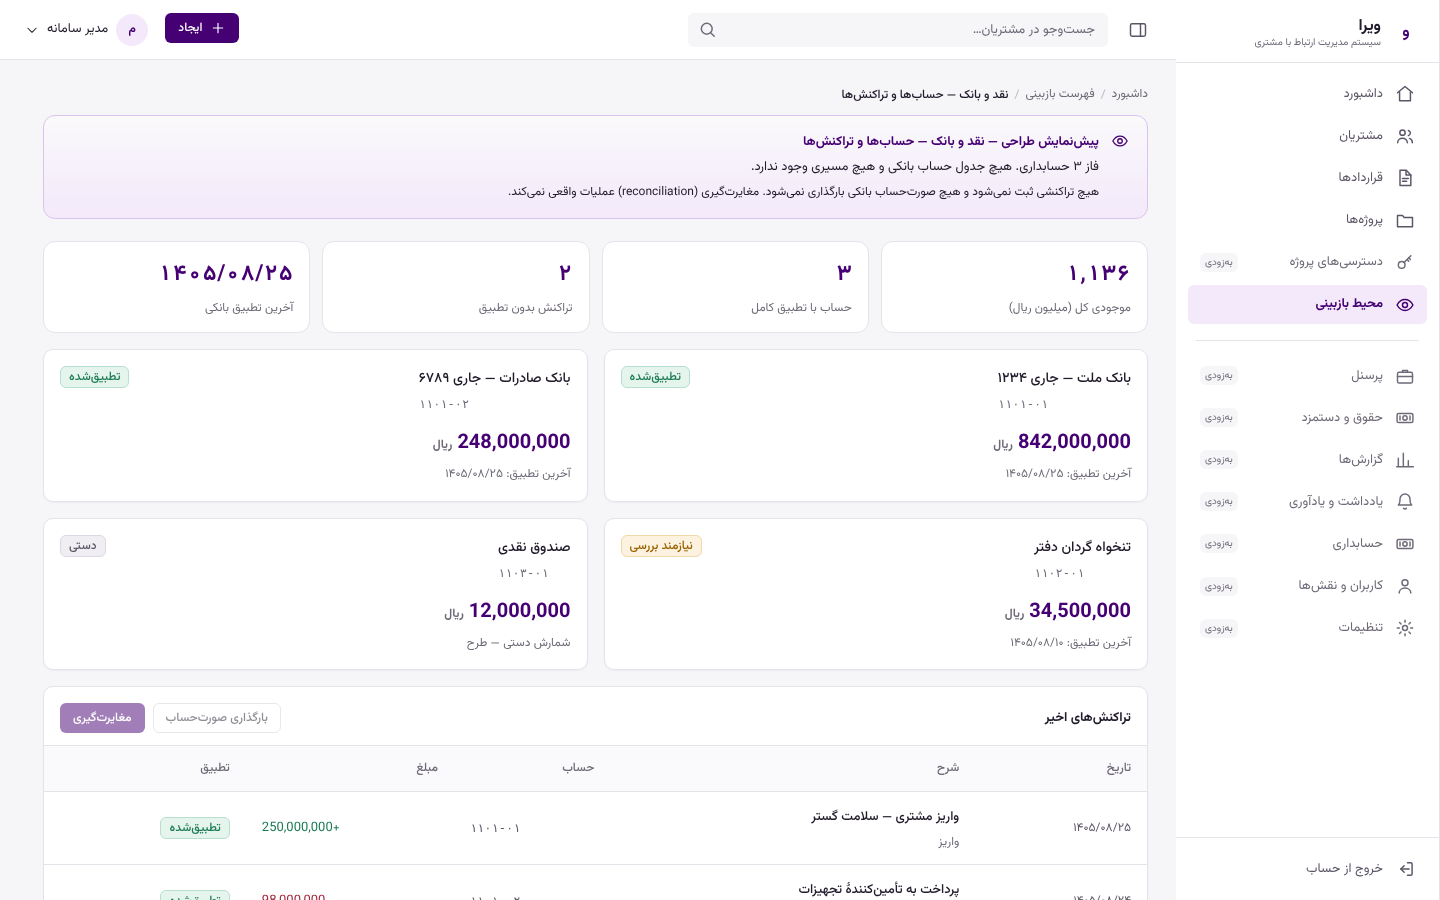 و
ویرا
سیستم مدیریت ارتباط با مشتری
داشبورد
مشتریان
قراردادها
پروژه‌ها
دسترسی‌های پروژه
به‌زودی
محیط بازبینی
پرسنل
به‌زودی
حقوق و دستمزد
به‌زودی
گزارش‌ها
به‌زودی
یادداشت و یادآوری
به‌زودی
حسابداری
به‌زودی
کاربران و نقش‌ها
به‌زودی
تنظیمات
به‌زودی
خروج از حساب
جست‌وجو در مشتریان...
ایجاد
م
مدیر سامانه
داشبورد / فهرست بازبینی / نقد و بانک — حساب‌ها و تراکنش‌ها
پیش‌نمایش طراحی — نقد و بانک — حساب‌ها و تراکنش‌ها
فاز ۳ حسابداری. هیچ جدول حساب بانکی و هیچ مسیری وجود ندارد.
هیچ تراکنشی ثبت نمی‌شود و هیچ صورت‌حساب بانکی بارگذاری نمی‌شود. مغایرت‌گیری (reconciliation) عملیات واقعی نمی‌کند.
۱,۱۳۶
موجودی کل (میلیون ریال)
۳
حساب با تطبیق کامل
۲
تراکنش بدون تطبیق
۱۴۰۵/۰۸/۲۵
آخرین تطبیق بانکی
بانک ملت — جاری ۱۲۳۴
تطبیق‌شده
۱۱۰۱-۰۱
842,000,000 ریال
آخرین تطبیق: ۱۴۰۵/۰۸/۲۵
بانک صادرات — جاری ۶۷۸۹
تطبیق‌شده
۱۱۰۱-۰۲
248,000,000 ریال
آخرین تطبیق: ۱۴۰۵/۰۸/۲۵
تنخواه گردان دفتر
نیازمند بررسی
۱۱۰۲-۰۱
34,500,000 ریال
آخرین تطبیق: ۱۴۰۵/۰۸/۱۰
صندوق نقدی
دستی
۱۱۰۳-۰۱
12,000,000 ریال
شمارش دستی — طرح
تراکنش‌های اخیر
بارگذاری صورت‌حساب
مغایرت‌گیری
تاریخ شرح حساب مبلغ تطبیق
۱۴۰۵/۰۸/۲۵
واریز مشتری — سلامت گستر
واریز
۱۱۰۱-۰۱
+250,000,000
تطبیق‌شده
۱۴۰۵/۰۸/۲۴
پرداخت به تأمین‌کنندهٔ تجهیزات
98,000,000
تطبیق‌شده